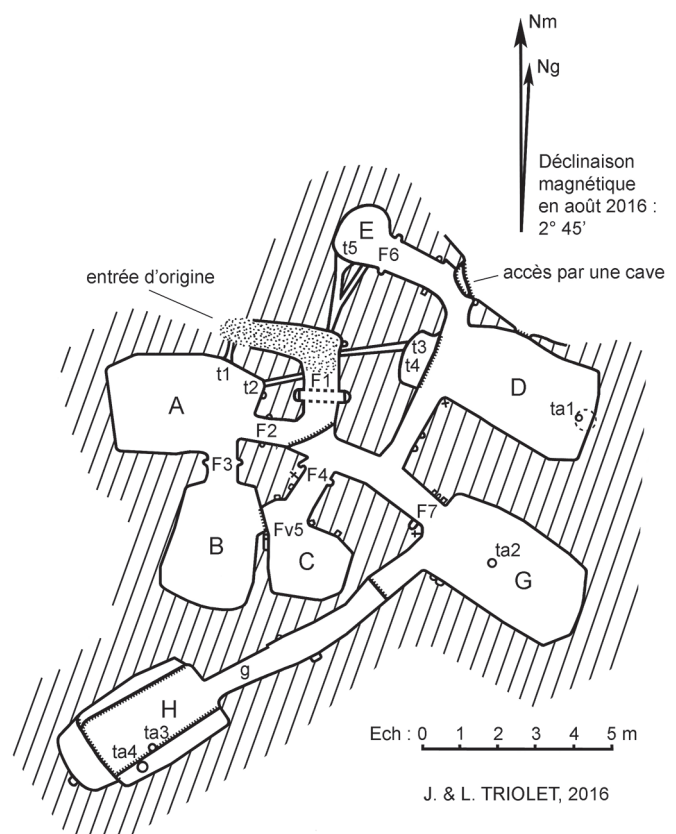 Nm
Ng
Déclinaison
magnétique
en août 2016 :
2° 45’
E
t5
F6
accès par une cave
entrée d’origine
t1
t2
F1
t3
t4
D
ta1
A
F2
F3
F4
F7
B
Fv5
C
ta2
G
g
H
ta3
ta4
Ech : 0 1 2 3 4 5 m
J. & L. TRIOLET, 2016